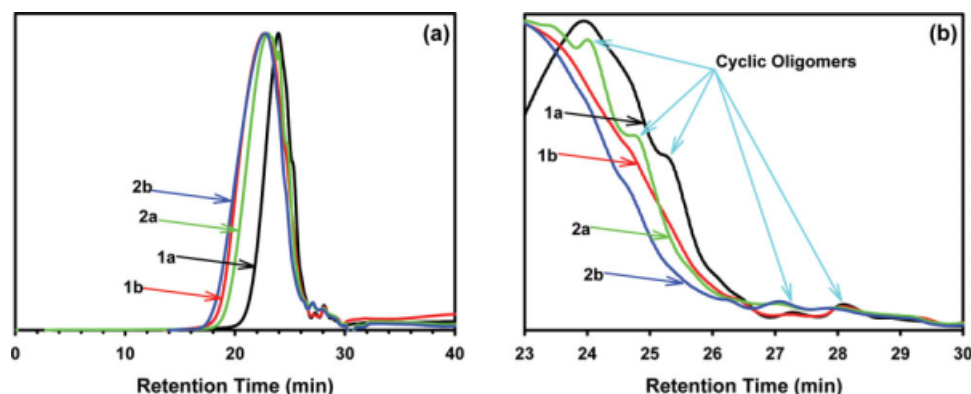 (a)
2b
2a
1a
1b
0
10
20
30
40
Retention Time (min)
(b)
Cyclic Oligomers
1a
1b
2a
2b
23
24
25
26
27
28
29
30
Retention Time (min)